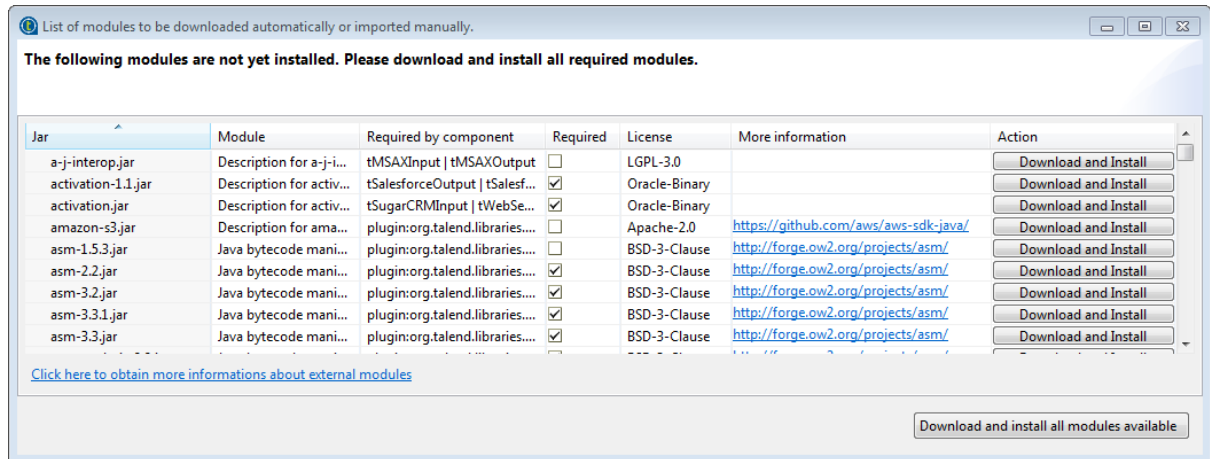 List of modules to be downloaded automatically or imported manually.
The following modules are not yet installed. Please download and install all required modules.
Jar Module Required by component Required License More information Action
a-j-interop.jar Description for a-j-i... tMSAXInput | tMSAXOutput LGPL-3.0 Download and Install
activation-1.1.jar Description for activ... tSalesforceOutput | tSalesf... Oracle-Binary Download and Install
activation.jar Description for activ... tSugarCRMInput | tWebSe... Oracle-Binary Download and Install
amazon-s3.jar Description for ama... plugin:org.talend.libraries.... Apache-2.0 https://github.com/aws/aws-sdk-java/ Download and Install
asm-1.5.3.jar Java bytecode mani... plugin:org.talend.libraries.... BSD-3-Clause http://forge.ow2.org/projects/asm/ Download and Install
asm-2.2.jar Java bytecode mani... plugin:org.talend.libraries.... BSD-3-Clause http://forge.ow2.org/projects/asm/ Download and Install
asm-3.2.jar Java bytecode mani... plugin:org.talend.libraries.... BSD-3-Clause http://forge.ow2.org/projects/asm/ Download and Install
asm-3.3.1.jar Java bytecode mani... plugin:org.talend.libraries.... BSD-3-Clause http://forge.ow2.org/projects/asm/ Download and Install
asm-3.3.jar Java bytecode mani... plugin:org.talend.libraries.... BSD-3-Clause http://forge.ow2.org/projects/asm/ Download and Install
Click here to obtain more informations about external modules
Download and install all modules available